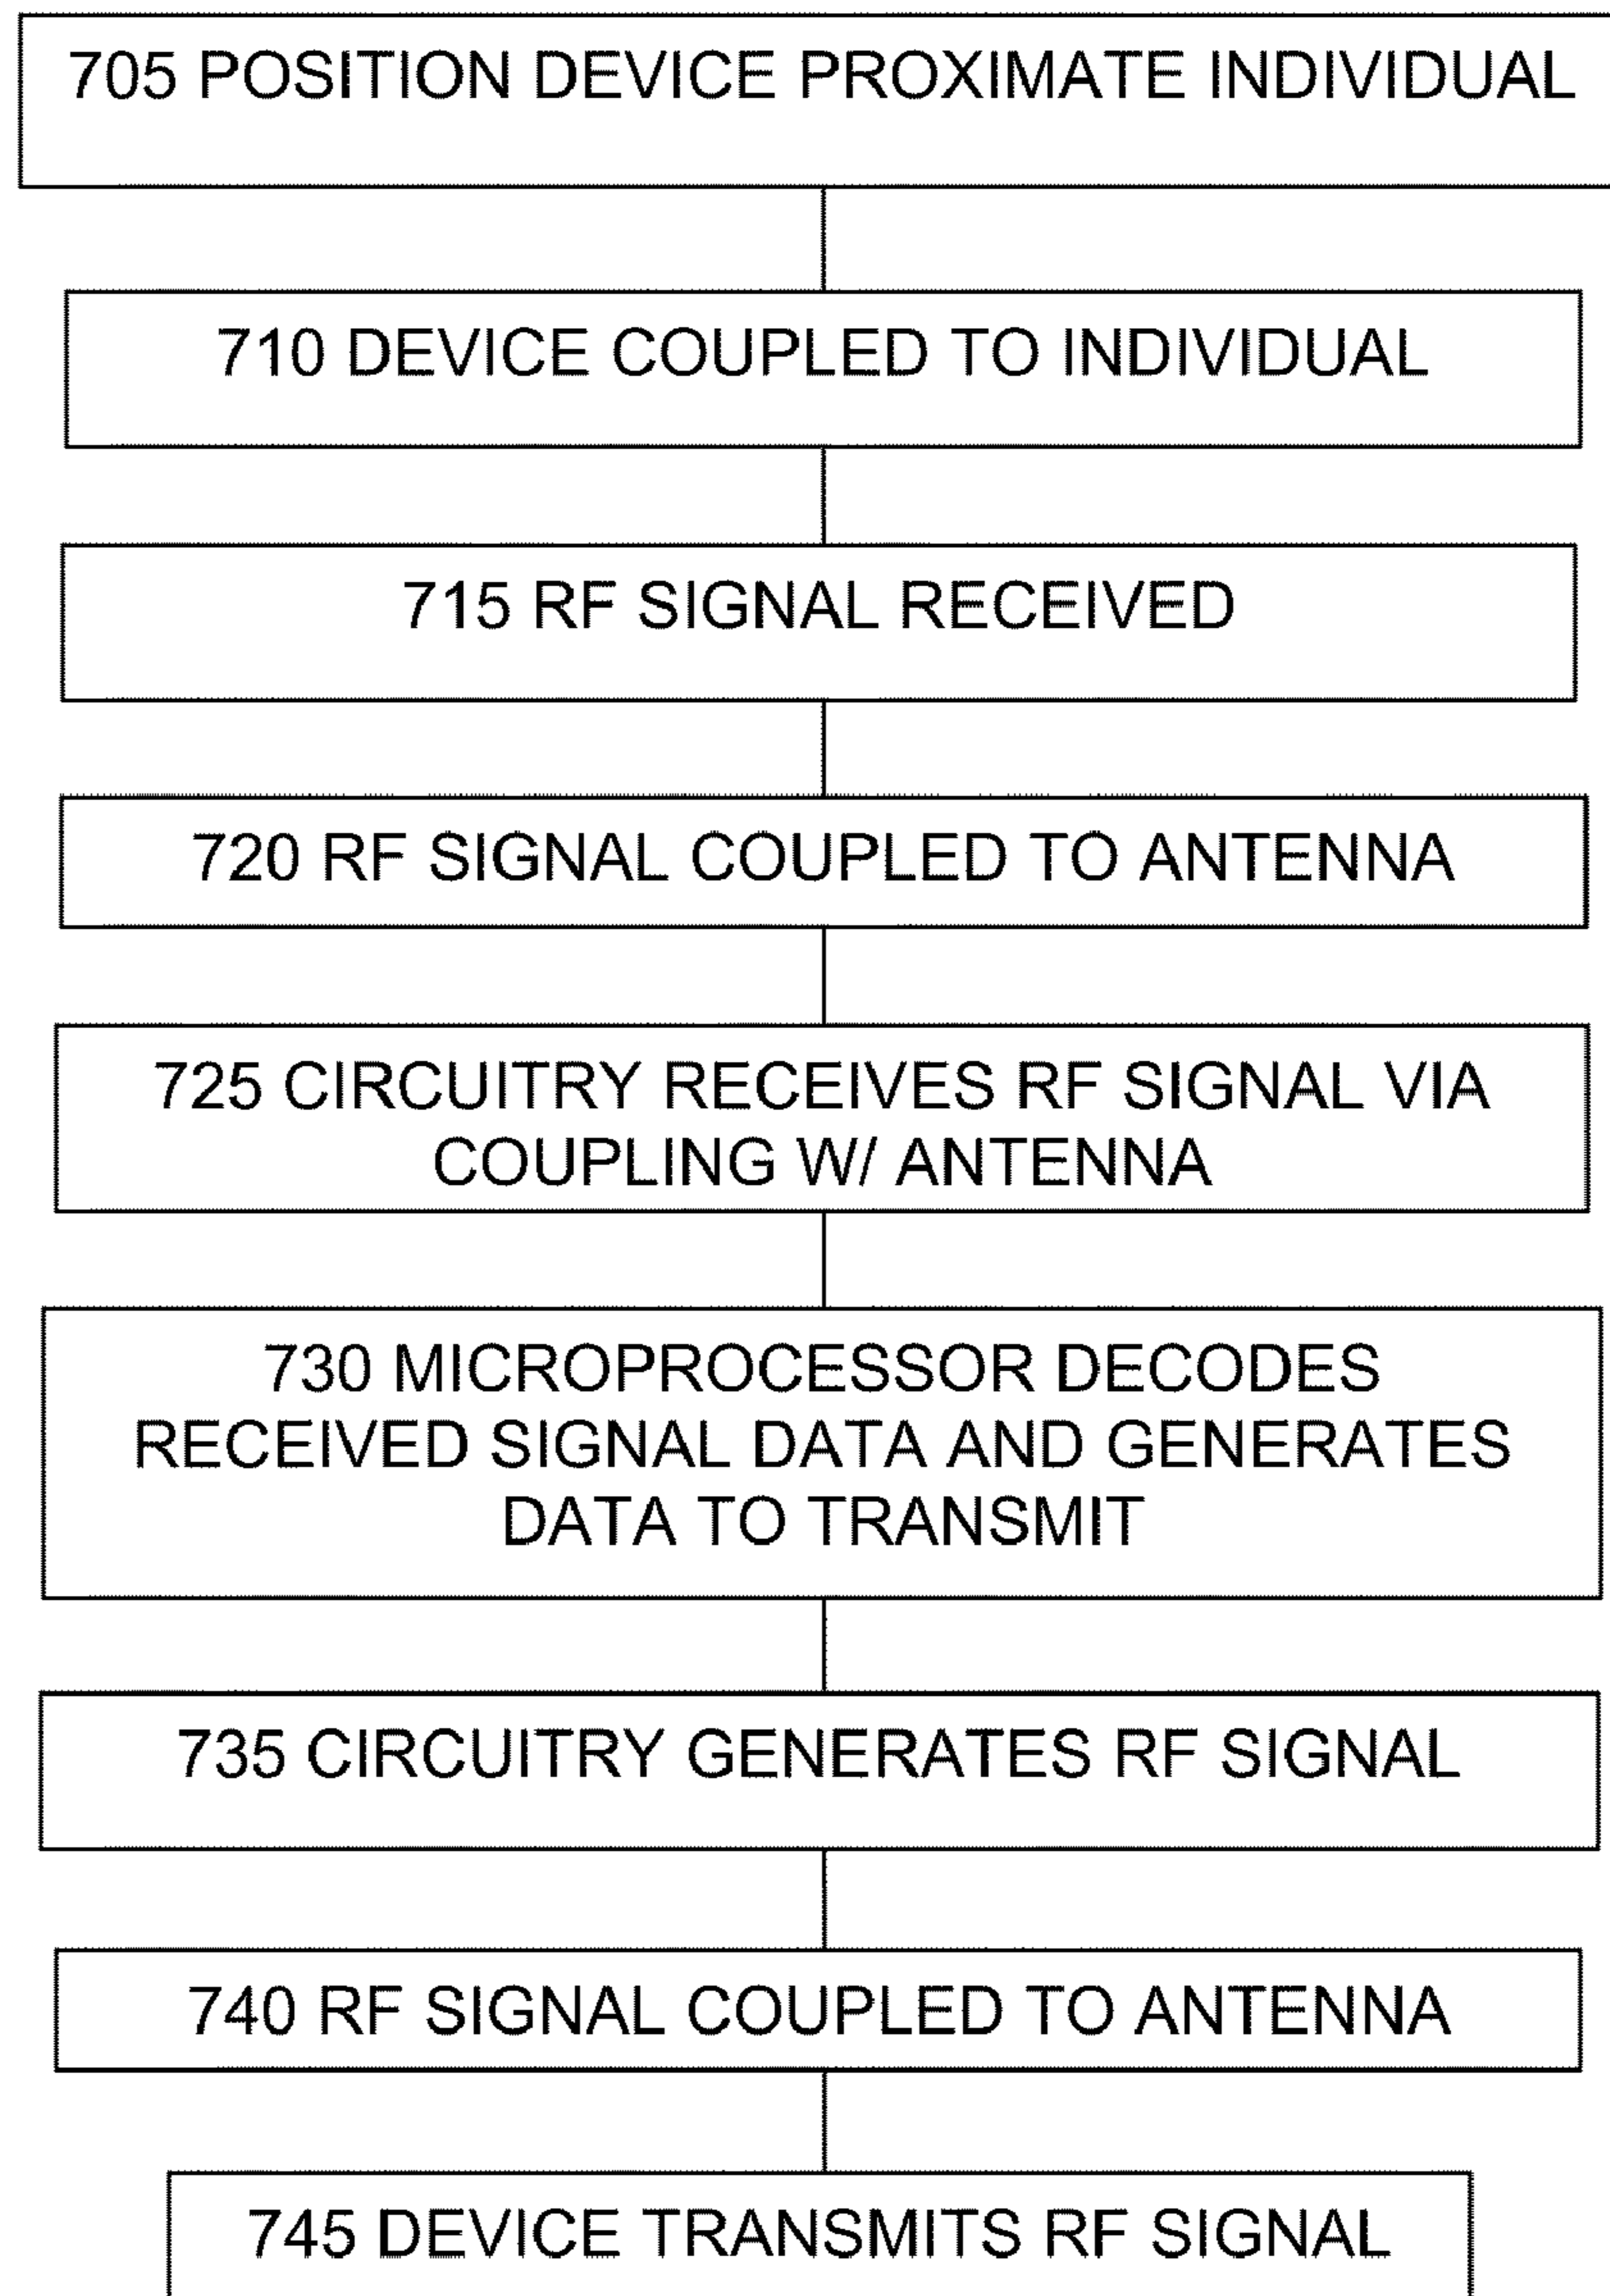 705 POSITION DEVICE PROXIMATE INDIVIDUAL
710 DEVICE COUPLED TO INDIVIDUAL
715 RF SIGNAL RECEIVED
720 RF SIGNAL COUPLED TO ANTENNA
725 CIRCUITRY RECEIVES RF SIGNAL VIA
COUPLING W/ ANTENNA
730 MICROPROCESSOR DECODES
RECEIVED SIGNAL DATA AND GENERATES
DATA TO TRANSMIT
735 CIRCUITRY GENERATES RF SIGNAL
740 RF SIGNAL COUPLED TO ANTENNA
745 DEVICE TRANSMITS RF SIGNAL